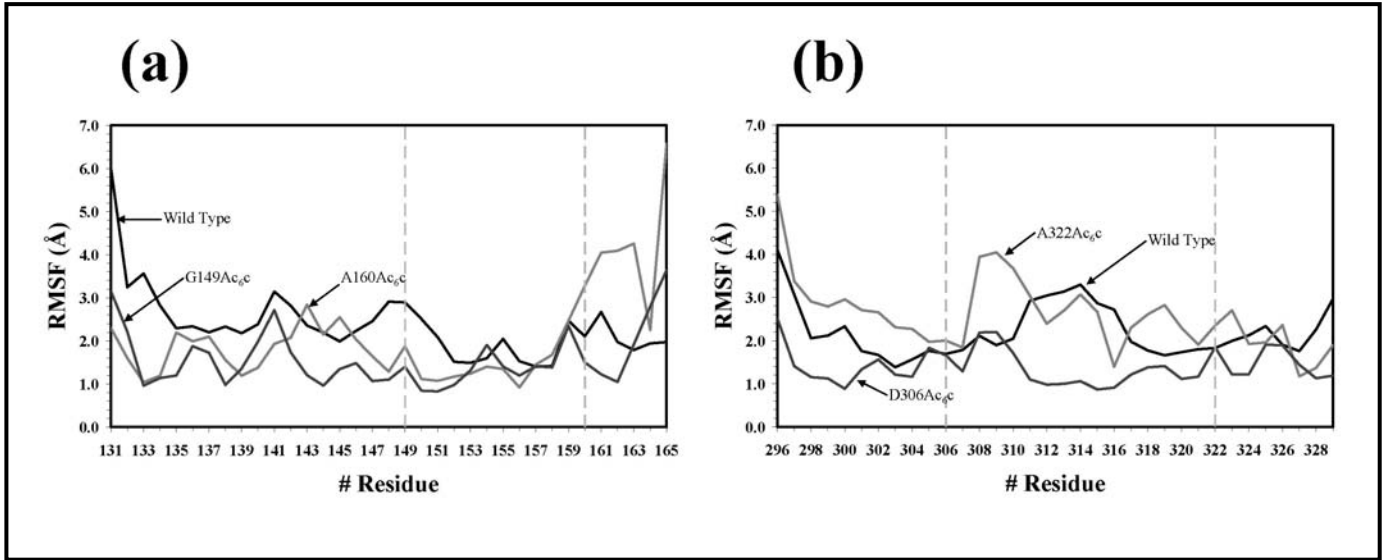 (a)
7.0
6.0
5.0
4.0
3.0
2.0
1.0
0.0
RMSF (Å)
Wild Type
G149Ac₆c
A160Ac₆c
131 133 135 137 139 141 143 145 147 149 151 153 155 157 159 161 163 165
# Residue
(b)
7.0
6.0
5.0
4.0
3.0
2.0
1.0
0.0
RMSF (Å)
A322Ac₆c
Wild Type
D306Ac₆c
296 298 300 302 304 306 308 310 312 314 316 318 320 322 324 326 328
# Residue